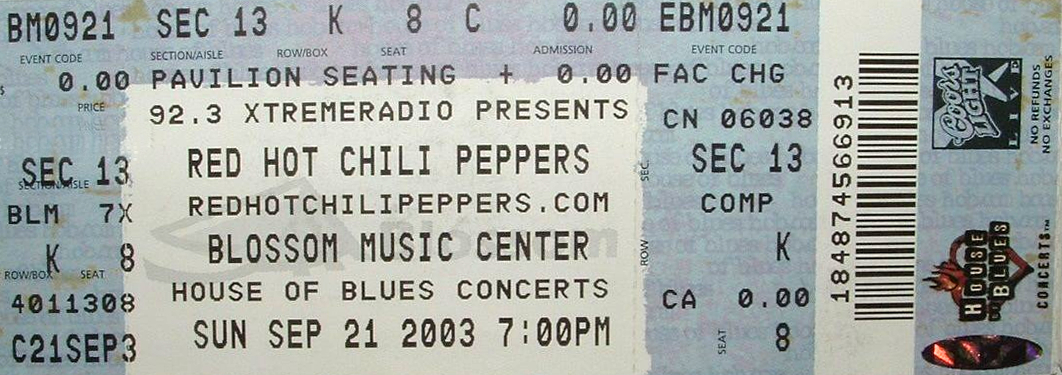 BM0921 SEC 13 K 8 C 0.00 EBM0921
EVENT CODE SECTION/AISLE ROW/BOX SEAT ADMISSION EVENT CODE
$ 0.00 PAVILION SEATING + 0.00 FAC CHG
PRICE
92.3 XTREMERADIO PRESENTS
CN 06038
SEC 13
SECTION/AISLE
RED HOT CHILI PEPPERS
SEC.
SEC 13
BLM 7X
REDHOTCHILIPEPPERS.COM
COMP
K 8
ROW/BOX SEAT
BLOSSOM MUSIC CENTER
ROW
K
4011308
HOUSE OF BLUES CONCERTS
CA 0.00
C21SEP3
SUN SEP 21 2003 7:00PM
SEAT
8
184874566913
Coors
LIGHT
LIVE
NO REFUNDS
NO EXCHANGES
HOUSE
OF
BLUES
CONCERTS™